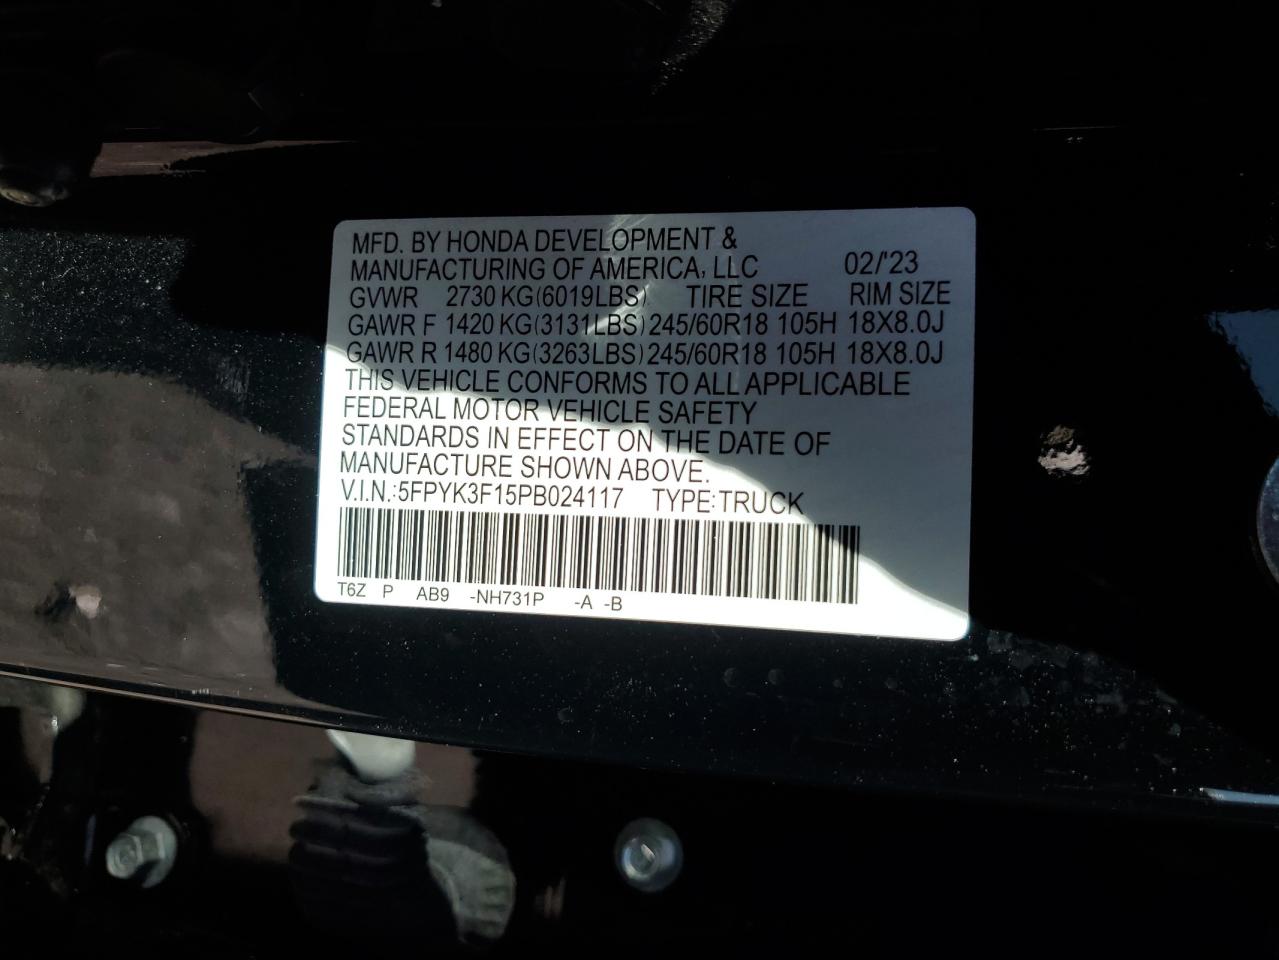 MFD. BY HONDA DEVELOPMENT &
MANUFACTURING OF AMERICA, LLC 02/'23
GVWR 2730 KG(6019LBS) TIRE SIZE RIM SIZE
GAWR F 1420 KG(3131LBS) 245/60R18 105H 18X8.0J
GAWR R 1480 KG(3263LBS) 245/60R18 105H 18X8.0J
THIS VEHICLE CONFORMS TO ALL APPLICABLE
FEDERAL MOTOR VEHICLE SAFETY
STANDARDS IN EFFECT ON THE DATE OF
MANUFACTURE SHOWN ABOVE.
V.I.N.:5FPYK3F15PB024117 TYPE:TRUCK
T6Z P AB9 -NH731P -A -B